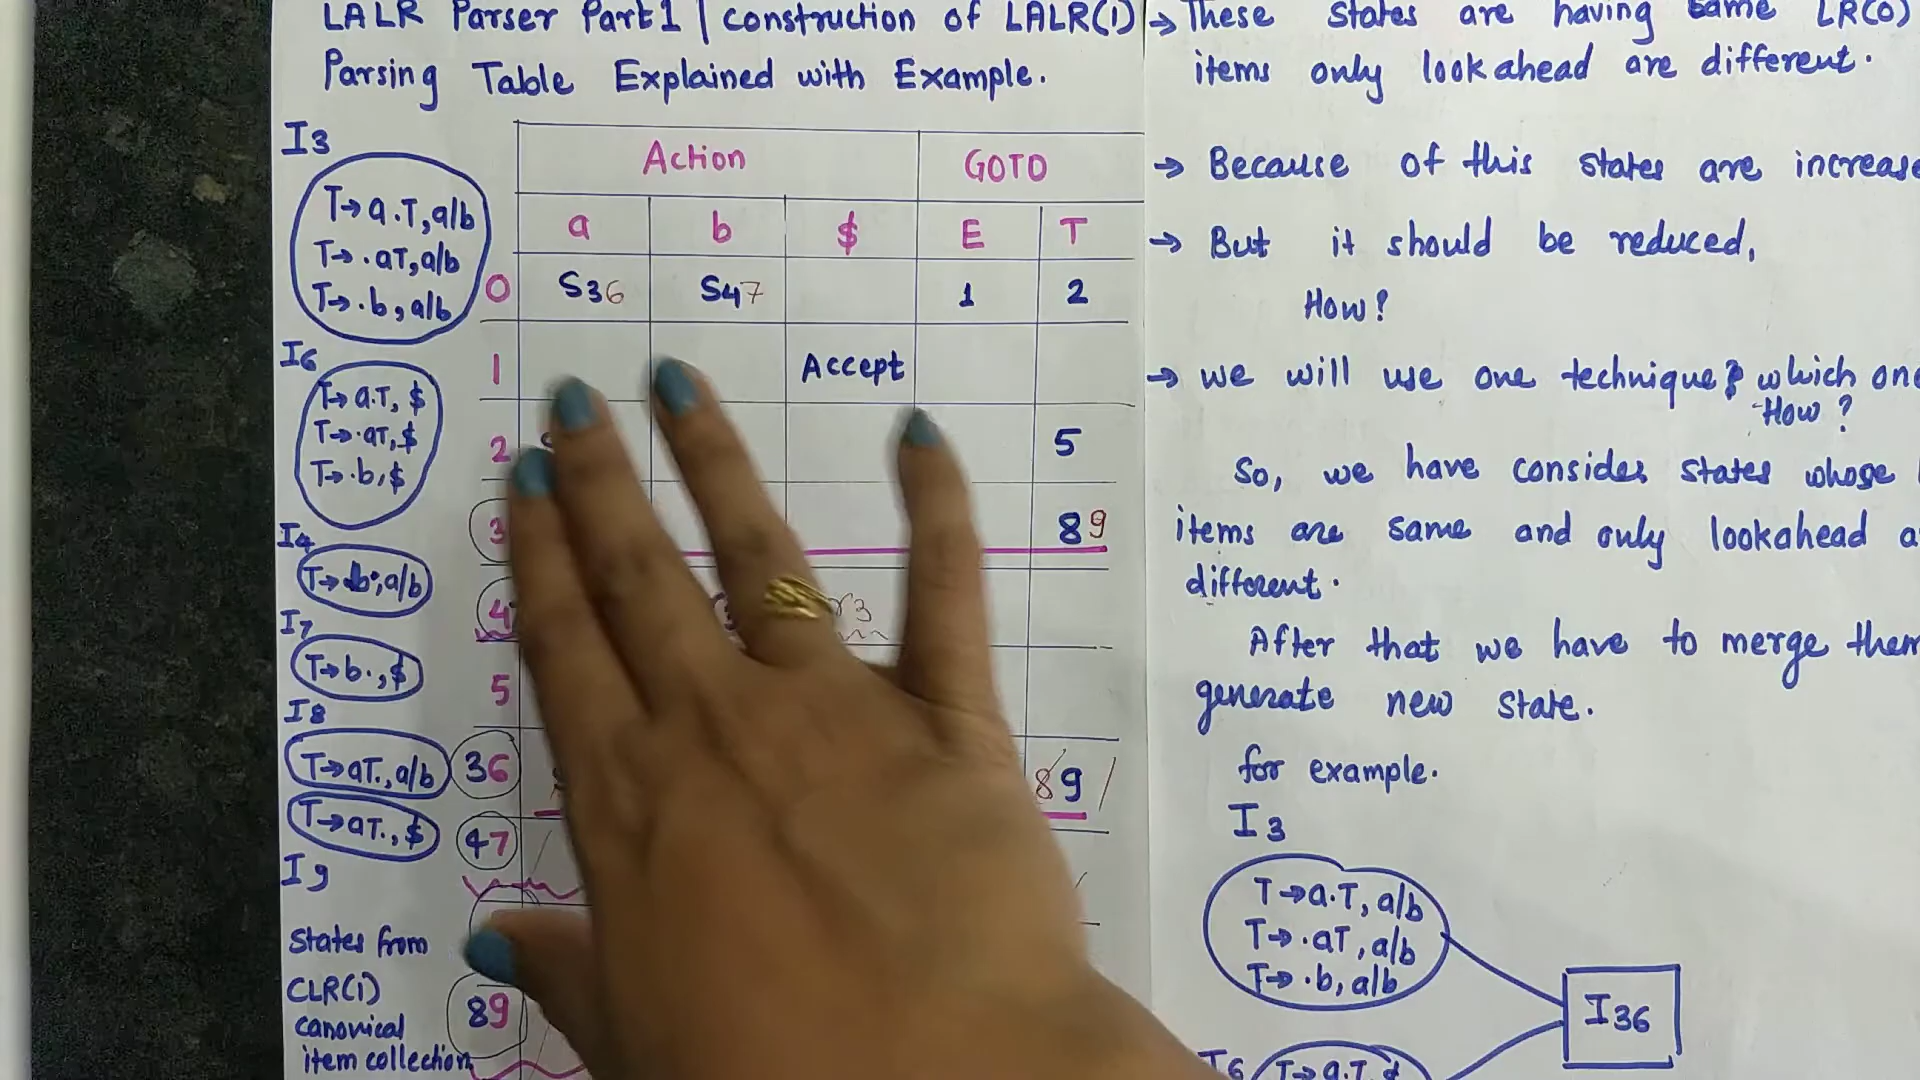 LALR Parser Part 1 | construction of LALR(1)
Parsing Table Explained with Example.
I3
T→a.T,a/b
T→.aT,a/b
T→.b,a/b
I6
T→a.T,$
T→.aT,$
T→.b,$
I4
T→b.,a/b
I7
T→b.,$
I8
T→aT.,a/b
T→aT.,$
I9
States from
CLR(1)
canonical
item collection
Action GOTO
a b $ E T
0 S36 S47 1 2
1 Accept
2 5
3 89
4 r3
5
36 89
47
89
→ These states are having same LR(0)
items only lookahead are different.
→ Because of this states are increase
→ But it should be reduced,
How?
→ we will use one technique? which one
How?
So, we have consider states whose
items are same and only lookahead
different.
After that we have to merge them
generate new state.
for example.
I3
T→a.T, a/b
T→.aT, a/b
T→.b, a/b
I36
I6
T→a.T,$